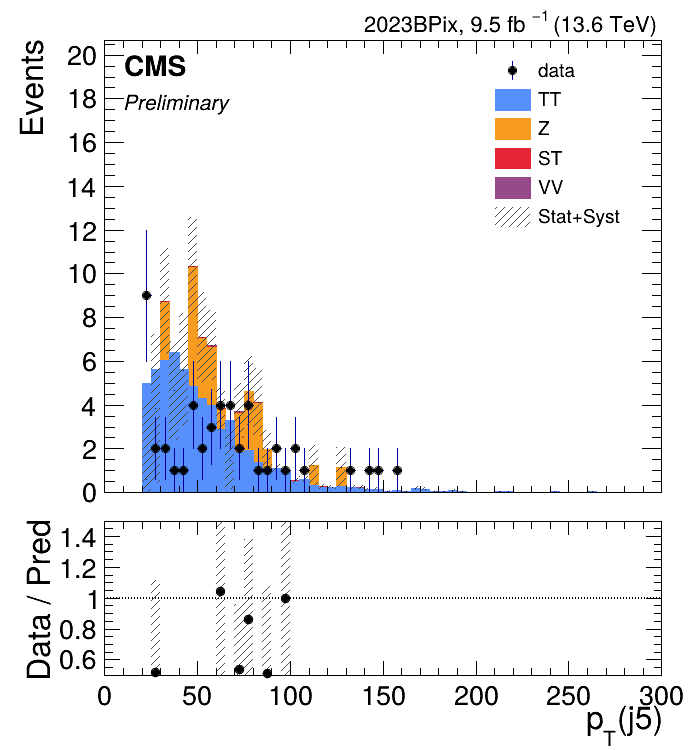 2023BPix, 9.5 fb⁻¹ (13.6 TeV)
CMS
Preliminary
data
TT
Z
ST
VV
Stat+Syst
Events
20
18
16
14
12
10
8
6
4
2
0
Data / Pred
1.4
1.2
1
0.8
0.6
0 50 100 150 200 250 300
p_T(j5)